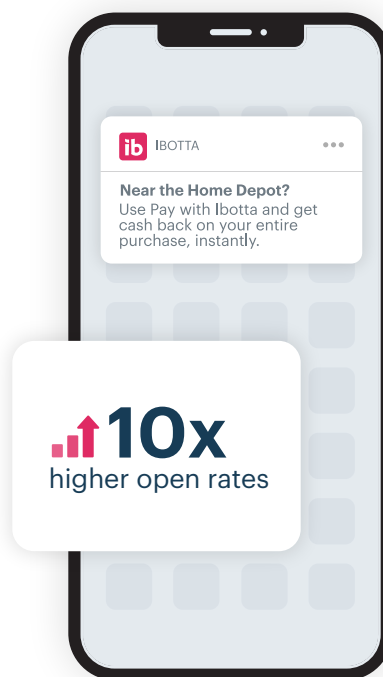 ib IBOTTA
Near the Home Depot?
Use Pay with Ibotta and get
cash back on your entire
purchase, instantly.
10x
higher open rates